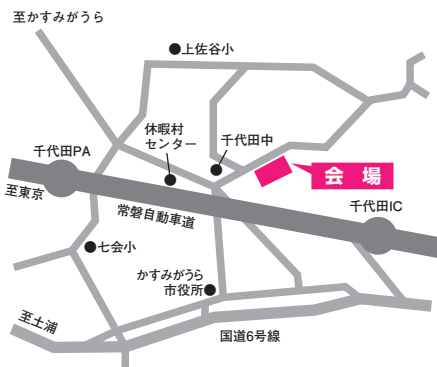 至かすみがうら
上佐谷小
休暇村
センター
千代田中
千代田PA
会場
至東京
常磐自動車道
千代田IC
七会小
かすみがうら
市役所
至土浦
国道6号線